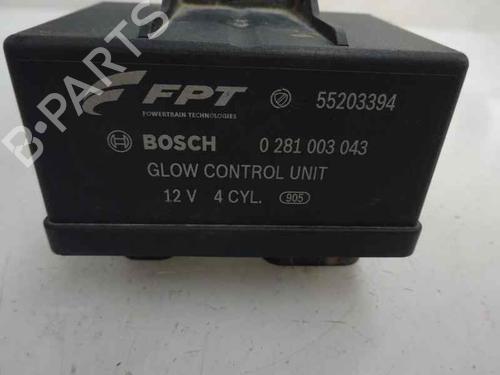 FPT 55203394
POWERTRAIN TECHNOLOGIES
BOSCH 0 281 003 043
GLOW CONTROL UNIT
12 V 4 CYL. 905
B-PARTS